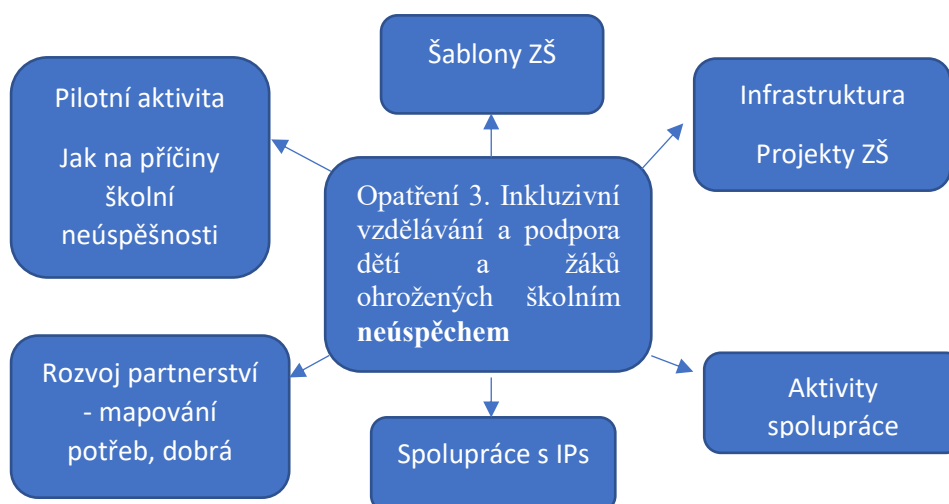 Šablony ZŠ
Pilotní aktivita
Jak na příčiny
školní
neúspěšnosti
Infrastruktura
Projekty ZŠ
Opatření 3. Inkluzivní
vzdělávání a podpora
dětí a žáků
ohrožených školním
neúspěchem
Rozvoj partnerství
- mapování
potřeb, dobrá
Spolupráce s IPs
Aktivity
spolupráce